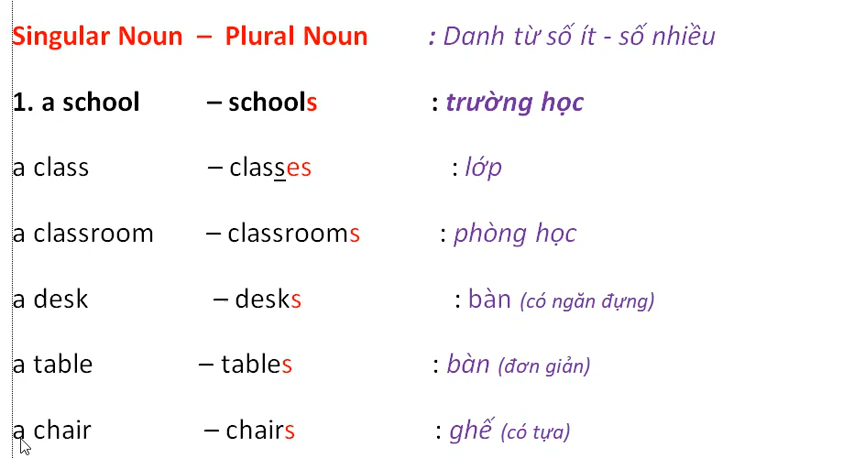 Singular Noun – Plural Noun : Danh từ số ít - số nhiều
1. a school – schools : trường học
a class – classes : lớp
a classroom – classrooms : phòng học
a desk – desks : bàn (có ngăn đựng)
a table – tables : bàn (đơn giản)
a chair – chairs : ghế (có tựa)